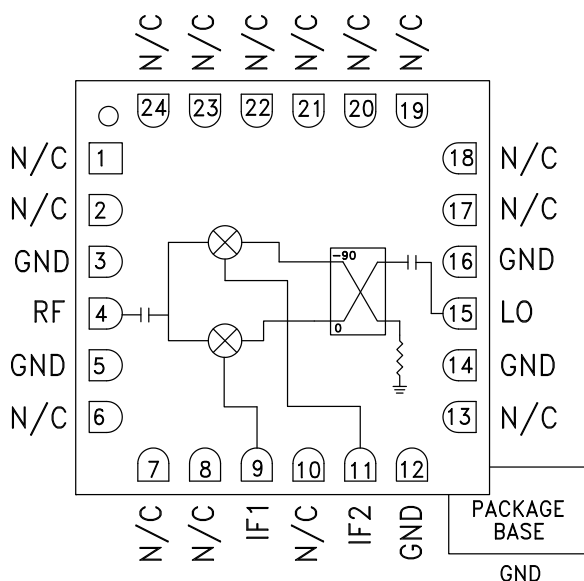 N/C N/C N/C N/C N/C N/C
24 23 22 21 20 19
N/C 1 18 N/C
N/C 2 17 N/C
GND 3 -90 16 GND
RF 4 15 LO
0
GND 5 14 GND
N/C 6 13 N/C
7 8 9 10 11 12
N/C N/C IF1 N/C IF2 GND
PACKAGE
BASE
GND